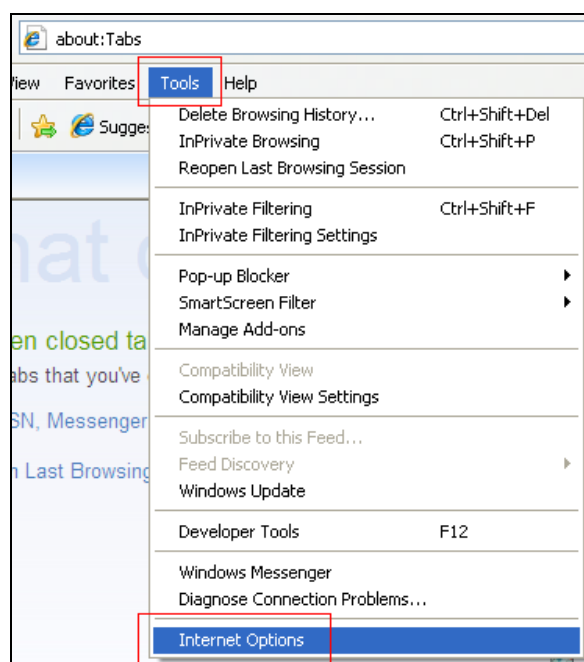 about:Tabs
View Favorites Tools Help
Sugges
Delete Browsing History... Ctrl+Shift+Del
InPrivate Browsing Ctrl+Shift+P
Reopen Last Browsing Session
InPrivate Filtering Ctrl+Shift+F
InPrivate Filtering Settings
hat
Pop-up Blocker
SmartScreen Filter
Manage Add-ons
en closed ta
abs that you've
Compatibility View
Compatibility View Settings
SN, Messenger
Subscribe to this Feed...
Feed Discovery
n Last Browsing
Windows Update
Developer Tools F12
Windows Messenger
Diagnose Connection Problems...
Internet Options